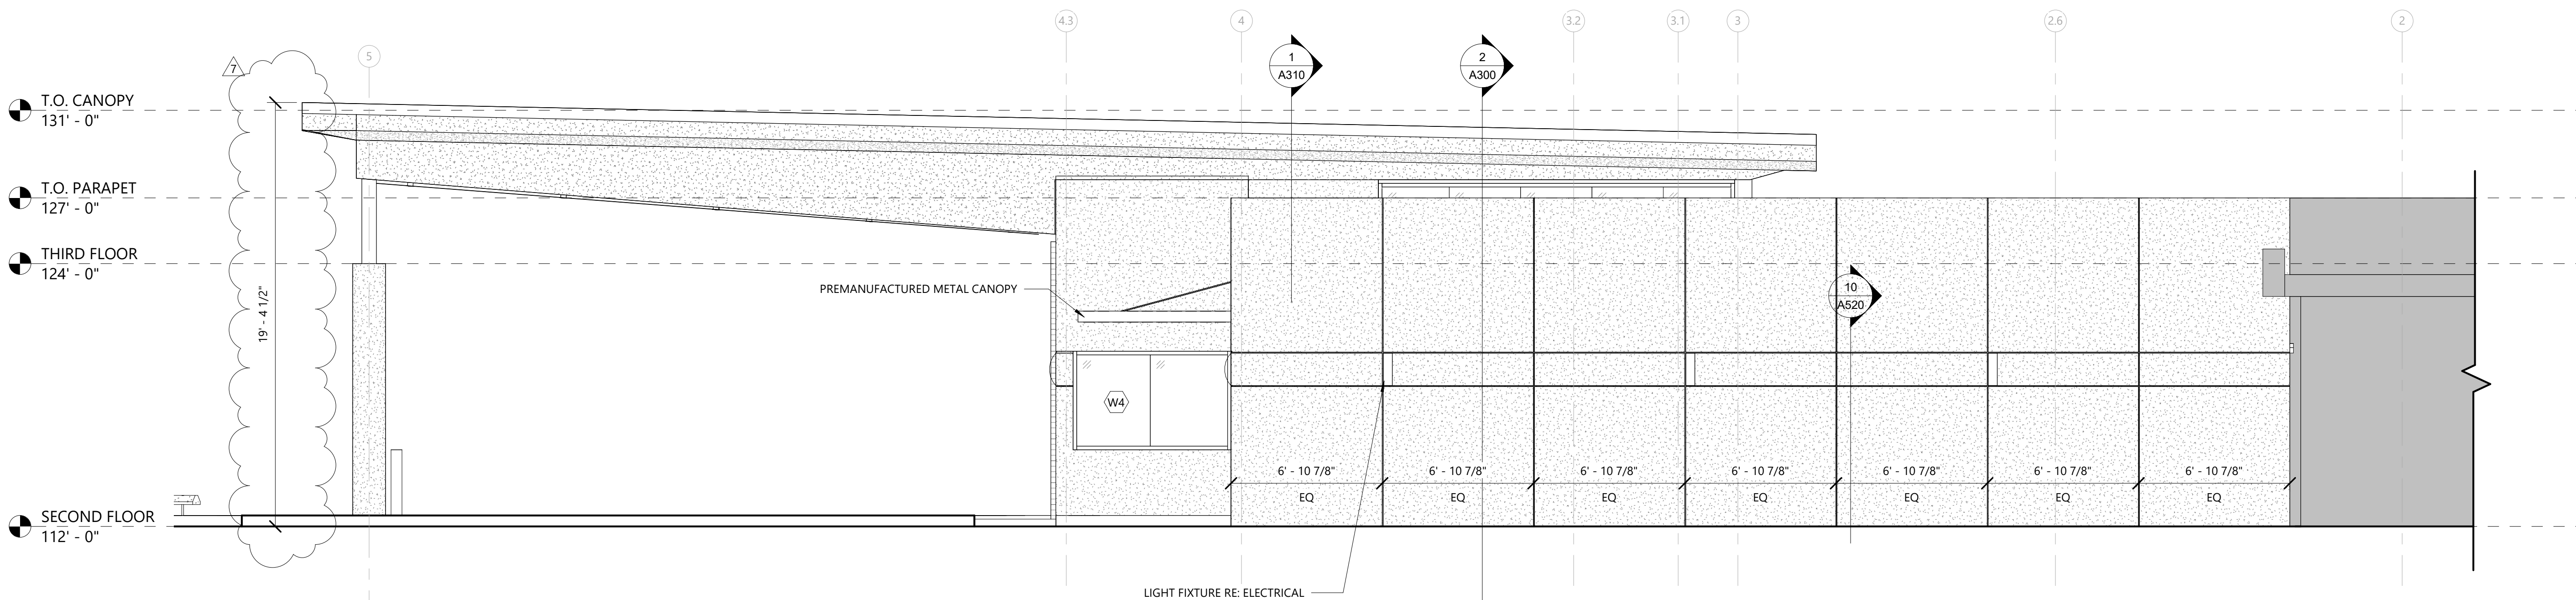 4.3
4
3.2
3.1
3
2.6
2
5
7
1
A310
2
A300
T.O. CANOPY
131' - 0"
T.O. PARAPET
127' - 0"
THIRD FLOOR
124' - 0"
19' - 4 1/2"
PREMANUFACTURED METAL CANOPY
10
A520
W4
6' - 10 7/8" 6' - 10 7/8" 6' - 10 7/8" 6' - 10 7/8" 6' - 10 7/8" 6' - 10 7/8" 6' - 10 7/8"
EQ EQ EQ EQ EQ EQ EQ
SECOND FLOOR
112' - 0"
LIGHT FIXTURE RE: ELECTRICAL